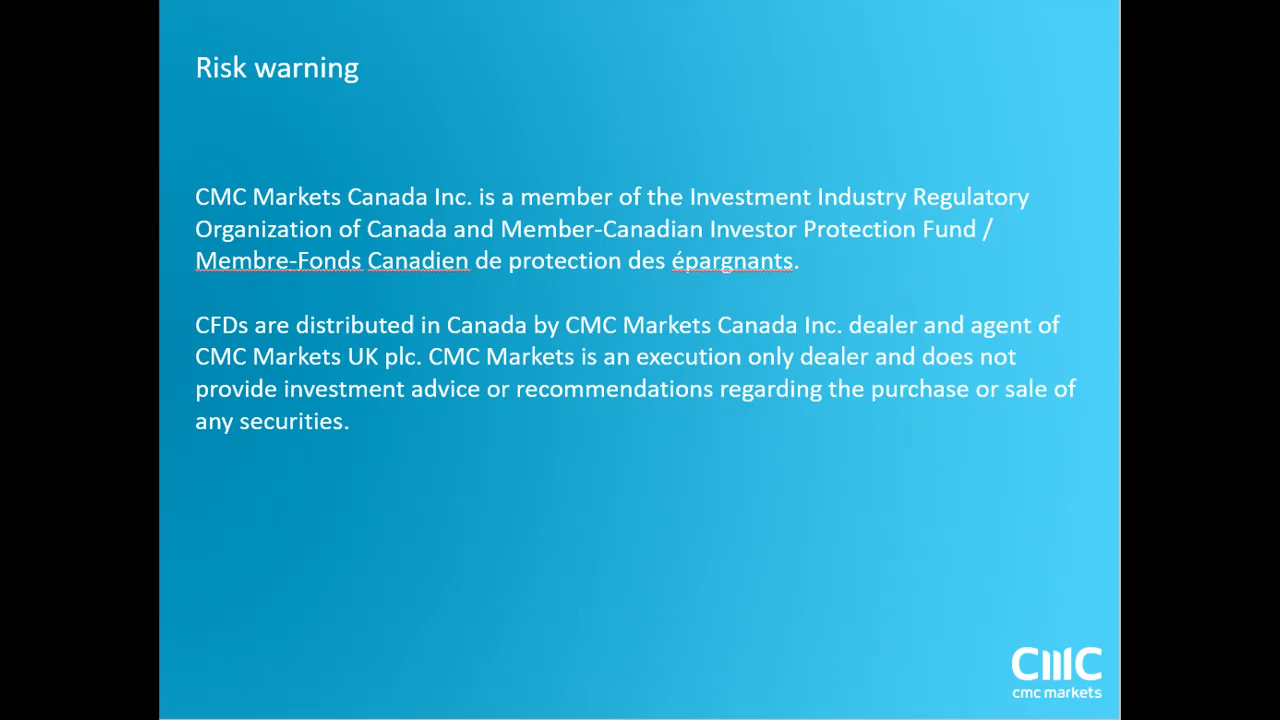 Risk warning
CMC Markets Canada Inc. is a member of the Investment Industry Regulatory
Organization of Canada and Member-Canadian Investor Protection Fund /
Membre-Fonds Canadien de protection des épargnants.
CFDs are distributed in Canada by CMC Markets Canada Inc. dealer and agent of
CMC Markets UK plc. CMC Markets is an execution only dealer and does not
provide investment advice or recommendations regarding the purchase or sale of
any securities.
CMC
cmc markets